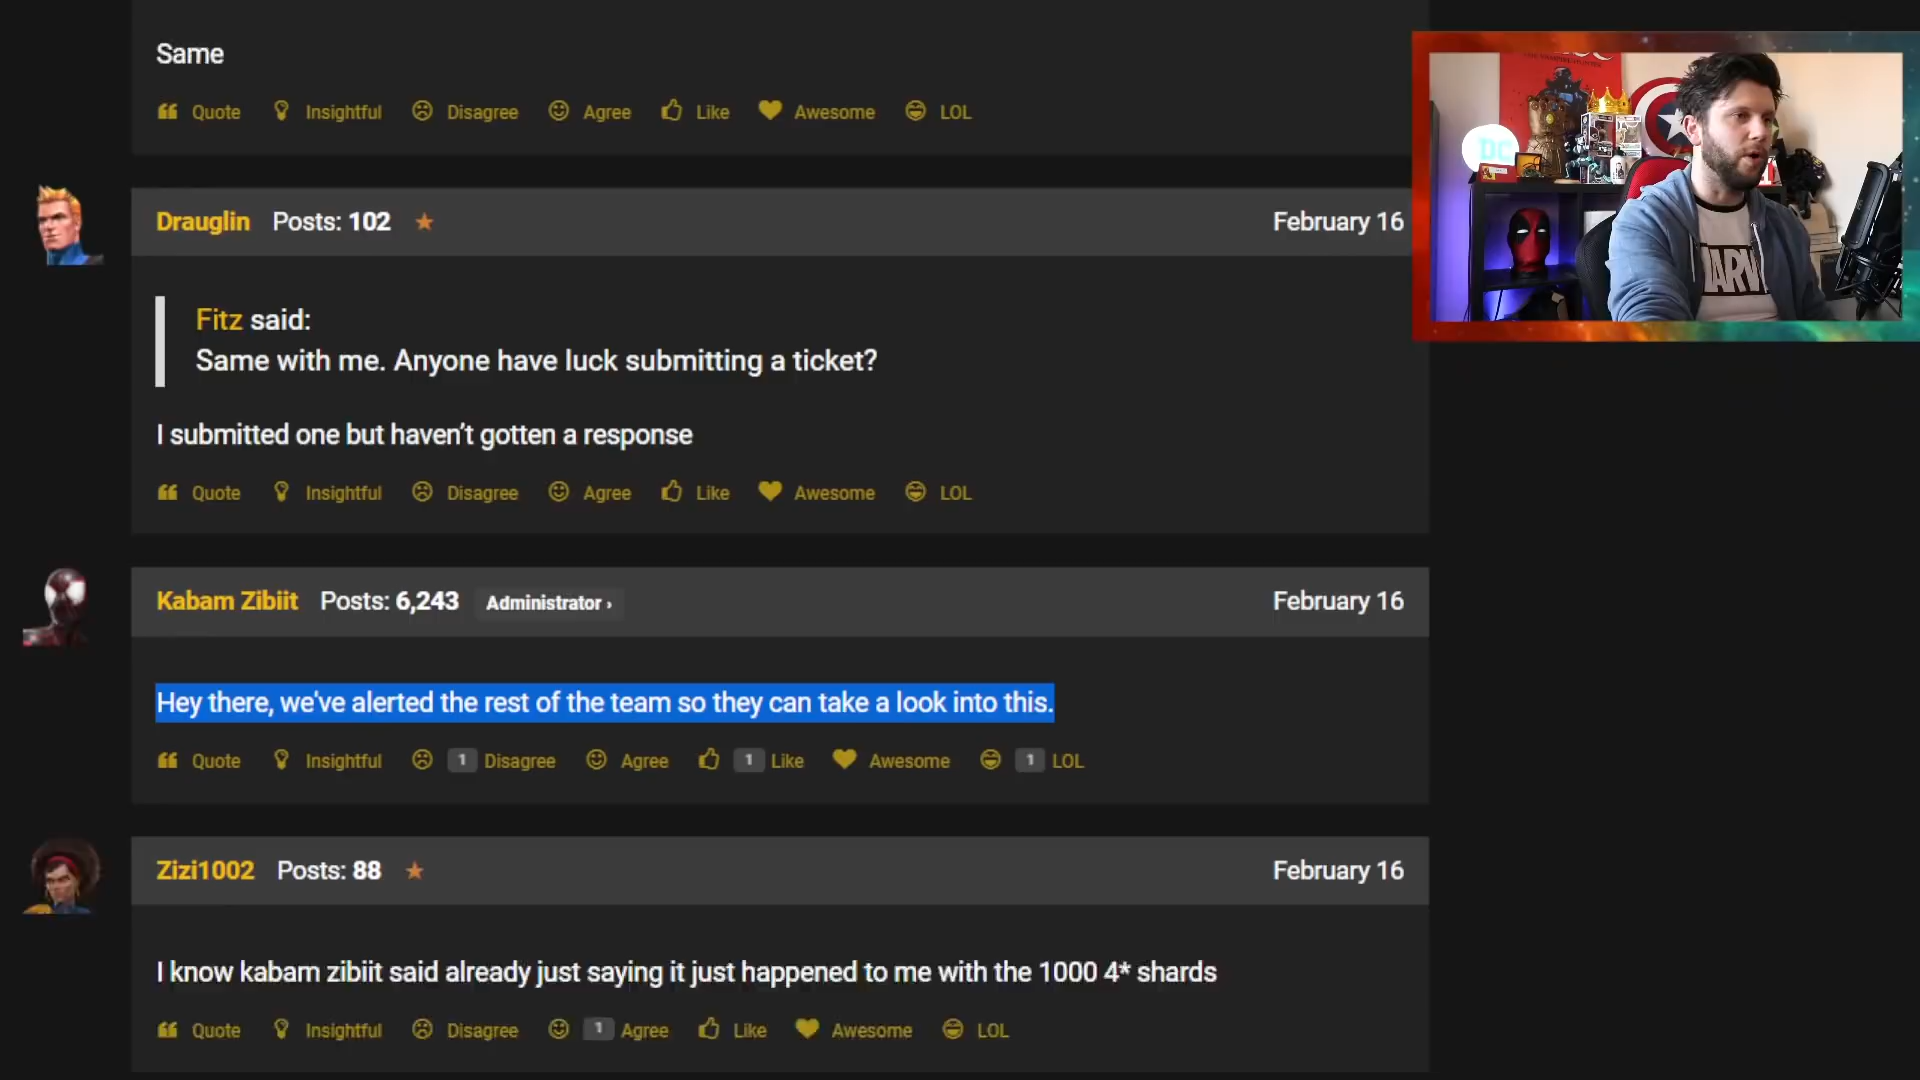 Same
Quote Insightful Disagree Agree Like Awesome LOL
Drauglin Posts: 102 February 16
Fitz said:
Same with me. Anyone have luck submitting a ticket?
I submitted one but haven't gotten a response
Quote Insightful Disagree Agree Like Awesome LOL
Kabam Zibiit Posts: 6,243 Administrator › February 16
Hey there, we've alerted the rest of the team so they can take a look into this.
Quote Insightful 1 Disagree Agree 1 Like Awesome 1 LOL
Zizi1002 Posts: 88 February 16
I know kabam zibiit said already just saying it just happened to me with the 1000 4* shards
Quote Insightful Disagree 1 Agree Like Awesome LOL
DC